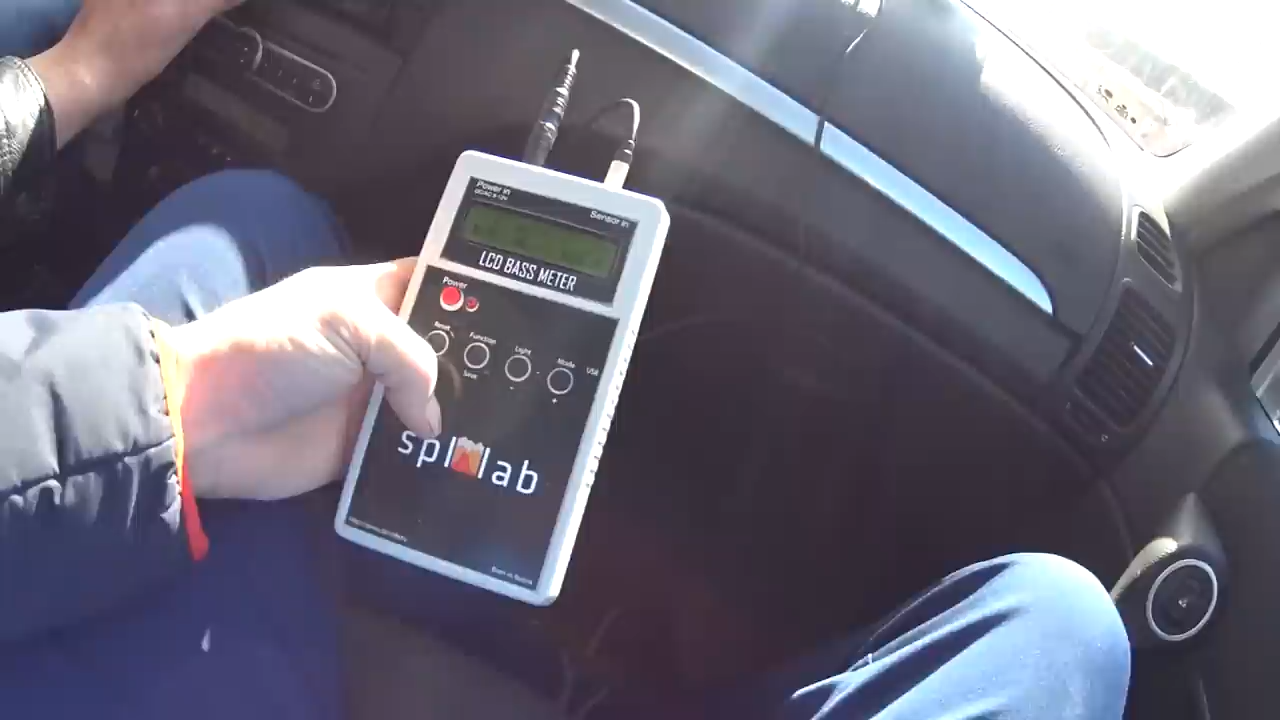 Power in
Sensor in
LCD BASS METER
Power
Reset
Function
Light
Mode
USB
Save
-
+
spl lab